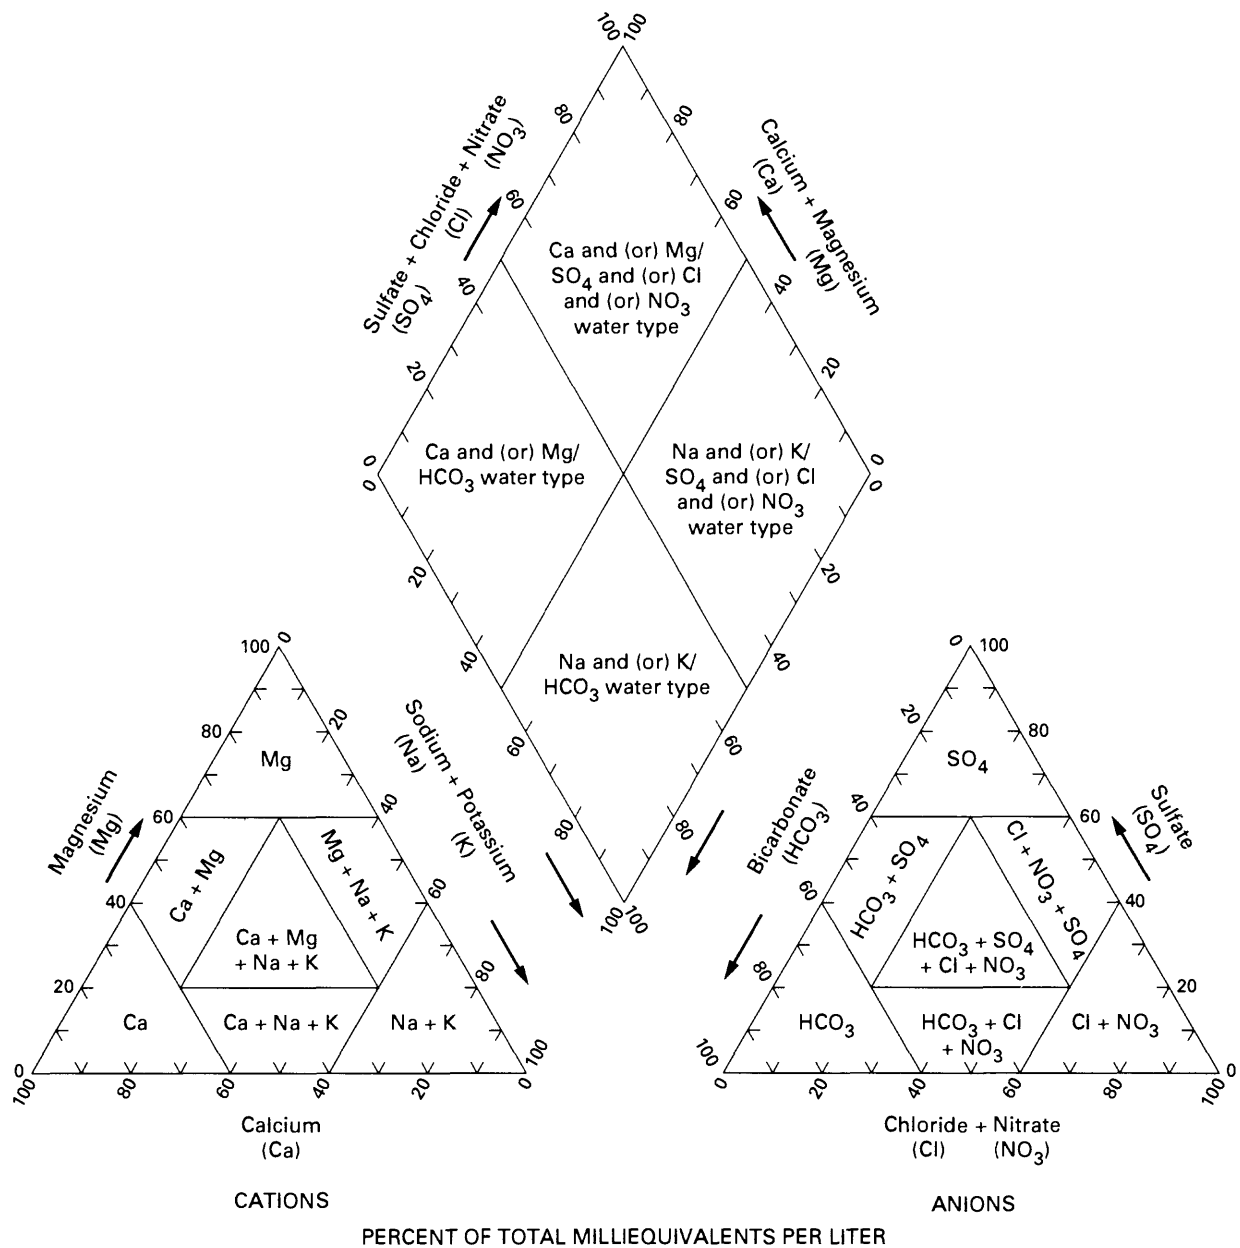 100 100
80 80
60 60
40 40
20 20
0 0
0 0
20 20
40 40
60 60
80 80
100 100
Sulfate + Chloride + Nitrate
(SO4) (Cl) (NO3)
Calcium + Magnesium
(Ca) (Mg)
Ca and (or) Mg/
SO4 and (or) Cl
and (or) NO3
water type
Ca and (or) Mg/
HCO3 water type
Na and (or) K/
SO4 and (or) Cl
and (or) NO3
water type
Na and (or) K/
HCO3 water type
Sodium + Potassium
(Na) (K)
Bicarbonate
(HCO3)
Magnesium
(Mg)
100 0
80 20
60 40
40 60
20 80
0 100
100 80 60 40 20 0
Mg
Ca + Mg
Mg + Na + K
Ca + Mg
+ Na + K
Ca
Ca + Na + K
Na + K
Calcium
(Ca)
CATIONS
Sulfate
(SO4)
0 100
20 80
40 60
60 40
80 20
100 0
0 20 40 60 80 100
SO4
HCO3 + SO4
Cl + NO3 + SO4
HCO3 + SO4
+ Cl + NO3
HCO3
HCO3 + Cl
+ NO3
Cl + NO3
Chloride + Nitrate
(Cl) (NO3)
ANIONS
PERCENT OF TOTAL MILLIEQUIVALENTS PER LITER